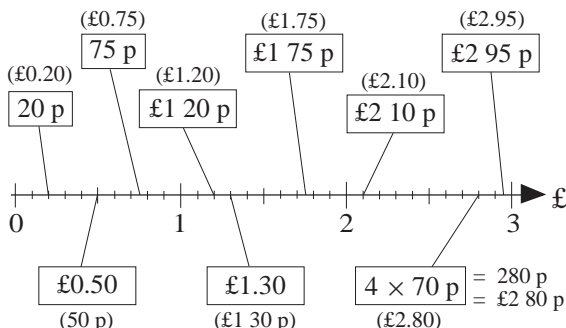 (£0.75)
(£1.75)
(£2.95)
75 p
£1 75 p
£2 95 p
(£0.20)
(£1.20)
(£2.10)
20 p
£1 20 p
£2 10 p
£
0
1
2
3
£0.50
£1.30
4 × 70 p
= 280 p
= £2 80 p
(50 p)
(£1 30 p)
(£2.80)